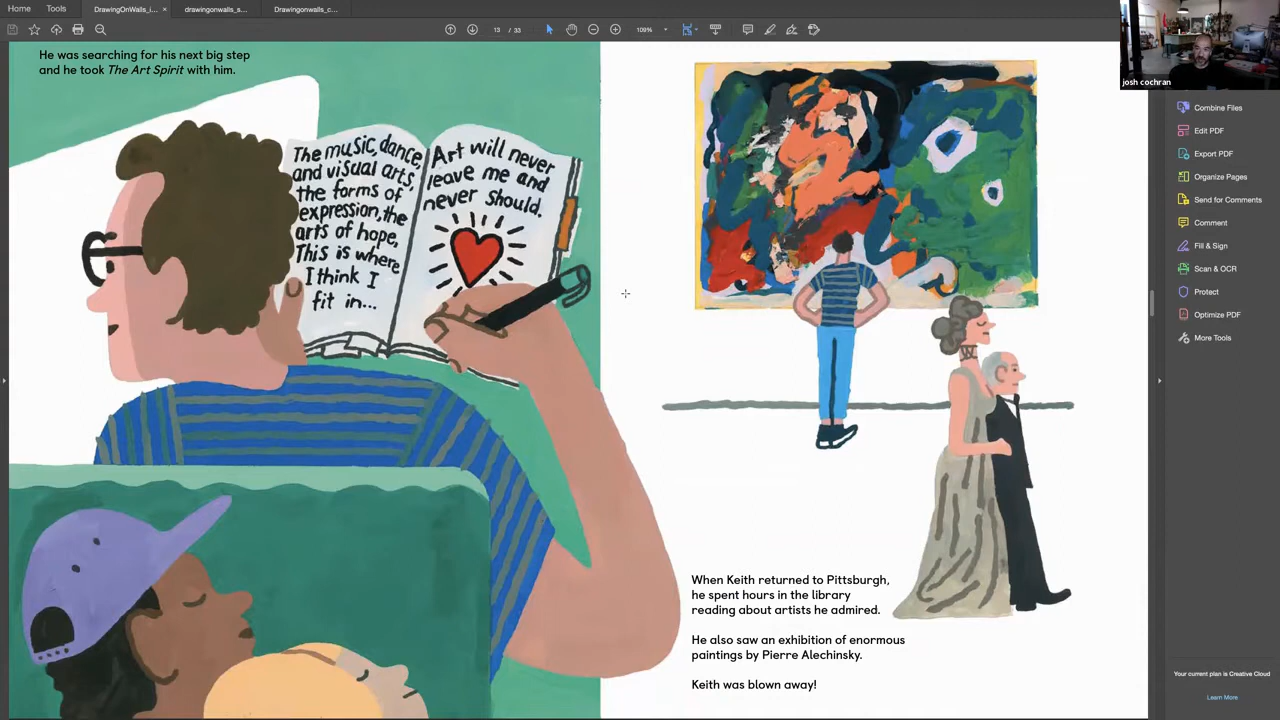 Home
Tools
DrawingOnWalls_i...
drawingonwalls_s...
Drawingonwalls_c...
13 / 33
109%
josh cochran
He was searching for his next big step
and he took The Art Spirit with him.
The music, dance,
and visual arts,
the forms of
expression, the
arts of hope,
This is where
I think I
fit in...
Art will never
leave me and
never should.
When Keith returned to Pittsburgh,
he spent hours in the library
reading about artists he admired.
He also saw an exhibition of enormous
paintings by Pierre Alechinsky.
Keith was blown away!
Combine Files
Edit PDF
Export PDF
Organize Pages
Send for Comments
Comment
Fill & Sign
Scan & OCR
Protect
Optimize PDF
More Tools
Your current plan is Creative Cloud
Learn More